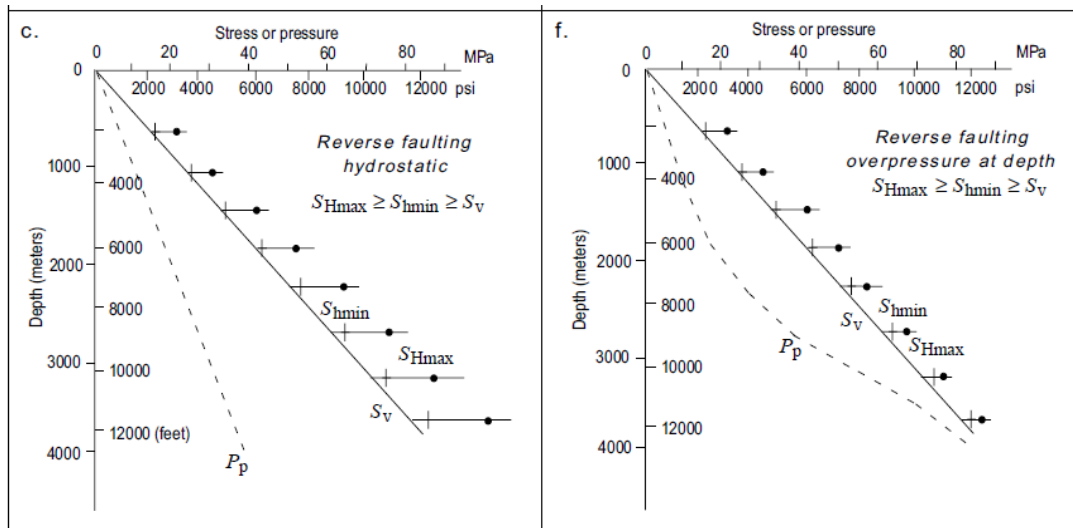 c.
Stress or pressure
0 20 40 60 80 MPa
0
2000 4000 6000 8000 10000 12000 psi
Reverse faulting
hydrostatic
SHmax ≥ Shmin ≥ Sv
1000
4000
6000
2000
8000
Shmin
SHmax
3000
10000
Sv
12000 (feet)
4000
Pp
Depth (meters)
f.
Stress or pressure
0 20 40 60 80 MPa
0
2000 4000 6000 8000 10000 12000 psi
Reverse faulting
overpressure at depth
SHmax ≥ Shmin ≥ Sv
1000
4000
6000
2000
8000
Shmin
Sv
Pp
SHmax
3000
10000
12000
4000
Depth (meters)